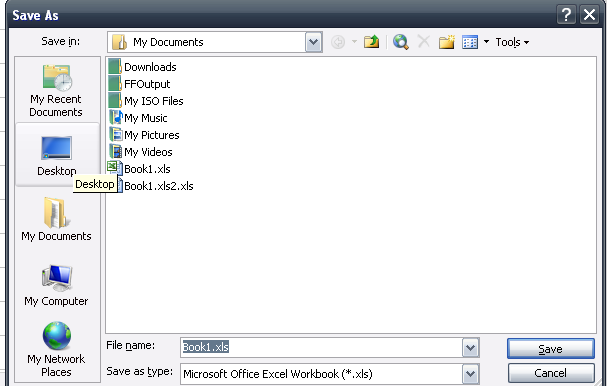 Save As
Save in:
My Documents
Tools
My Recent
Documents
Desktop
Desktop
My Documents
My Computer
My Network
Places
Downloads
FFOutput
My ISO Files
My Music
My Pictures
My Videos
Book1.xls
Book1.xls2.xls
File name:
Book1.xls
Save
Save as type:
Microsoft Office Excel Workbook (*.xls)
Cancel